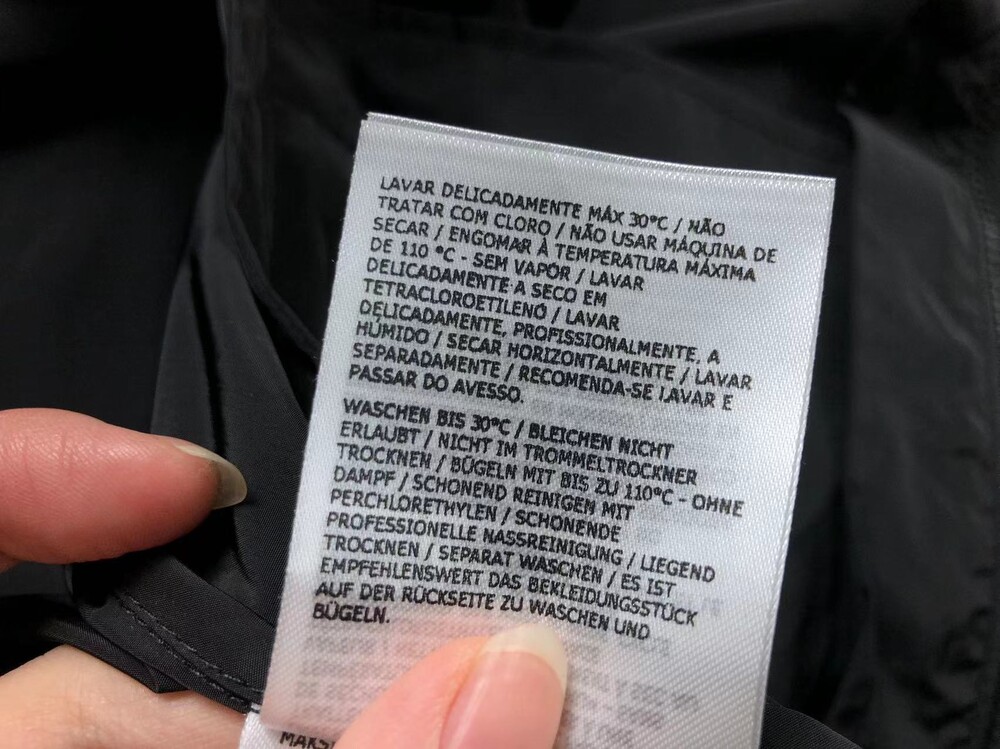 LAVAR DELICADAMENTE MÁX 30°C / NÃO
TRATAR COM CLORO / NÃO USAR MÁQUINA DE
SECAR / ENGOMAR À TEMPERATURA MÁXIMA
DE 110 °C - SEM VAPOR / LAVAR
DELICADAMENTE A SECO EM
TETRACLOROETILENO / LAVAR
DELICADAMENTE, PROFISSIONALMENTE, A
HÚMIDO / SECAR HORIZONTALMENTE / LAVAR
SEPARADAMENTE / RECOMENDA-SE LAVAR E
PASSAR DO AVESSO.
WASCHEN BIS 30°C / BLEICHEN NICHT
ERLAUBT / NICHT IM TROMMELTROCKNER
TROCKNEN / BÜGELN MIT BIS ZU 110°C - OHNE
DAMPF / SCHONEND REINIGEN MIT
PERCHLORETHYLEN / SCHONENDE
PROFESSIONELLE NASSREINIGUNG / LIEGEND
TROCKNEN / SEPARAT WASCHEN / ES IST
EMPFEHLENSWERT DAS BEKLEIDUNGSSTÜCK
AUF DER RÜCKSEITE ZU WASCHEN UND
BÜGELN.